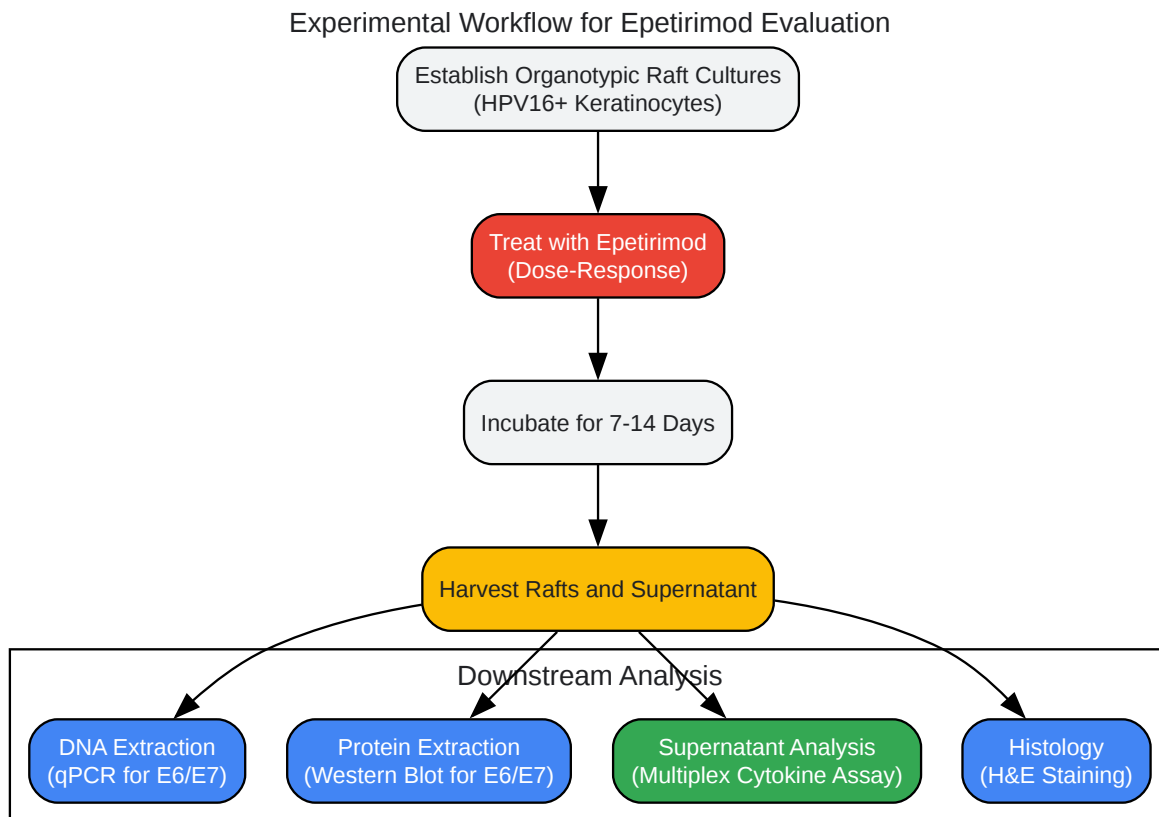 Experimental Workflow for Epetirimod Evaluation
Establish Organotypic Raft Cultures
(HPV16+ Keratinocytes)
Treat with Epetirimod
(Dose-Response)
Incubate for 7-14 Days
Harvest Rafts and Supernatant
Downstream Analysis
DNA Extraction
(qPCR for E6/E7)
Protein Extraction
(Western Blot for E6/E7)
Supernatant Analysis
(Multiplex Cytokine Assay)
Histology
(H&E Staining)